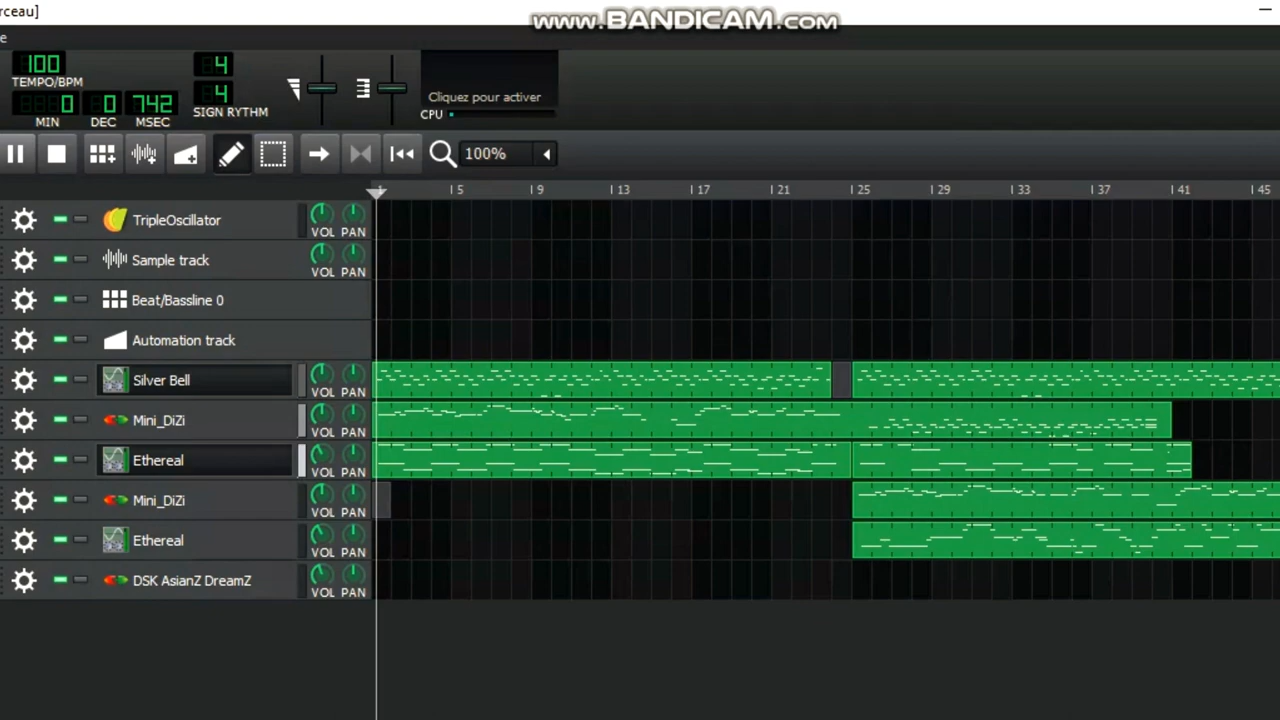 rceau]
www.BANDICAM.com
e
100
TEMPO/BPM
4
4
SIGN RYTHM
0 0 742
MIN DEC MSEC
Cliquez pour activer
CPU
100%
5 9 13 17 21 25 29 33 37 41 45
TripleOscillator VOL PAN
Sample track VOL PAN
Beat/Bassline 0
Automation track
Silver Bell VOL PAN
Mini_DiZi VOL PAN
Ethereal VOL PAN
Mini_DiZi VOL PAN
Ethereal VOL PAN
DSK AsianZ DreamZ VOL PAN